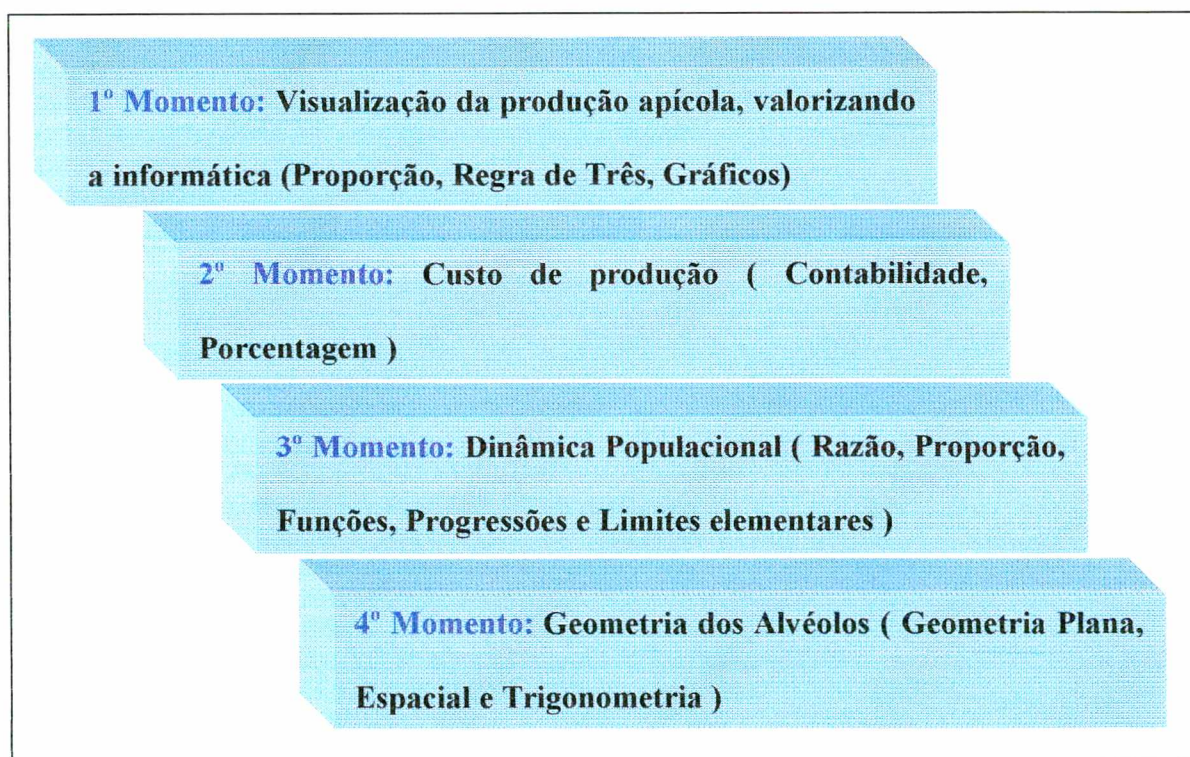 1º Momento: Visualização da produção apícola, valorizando
a informática (Proporção, Regra de Três, Gráficos)
2º Momento: Custo de produção ( Contabilidade,
Porcentagem )
3º Momento: Dinâmica Populacional ( Razão, Proporção,
Funções, Progressões e Limites elementares )
4º Momento: Geometria dos Alvéolos ( Geometria Plana,
Espacial e Trigonometria )